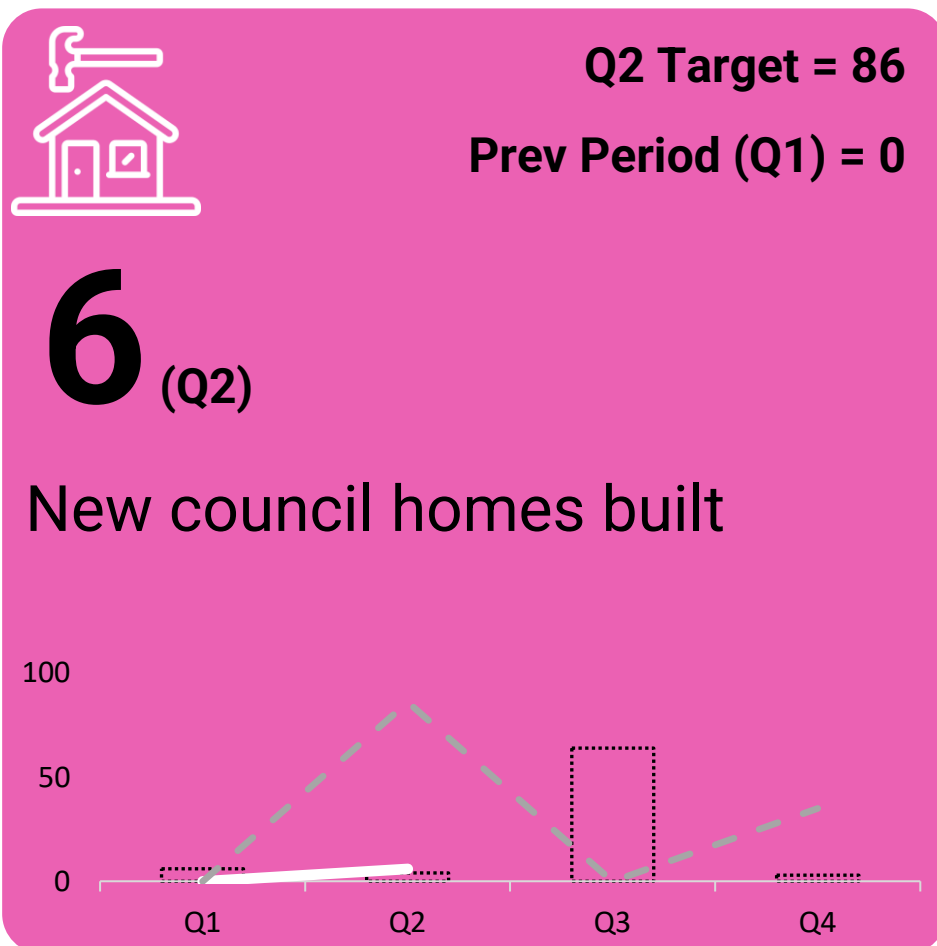 Q2 Target = 86
Prev Period (Q1) = 0
6 (Q2)
New council homes built
100
50
0
Q1 Q2 Q3 Q4